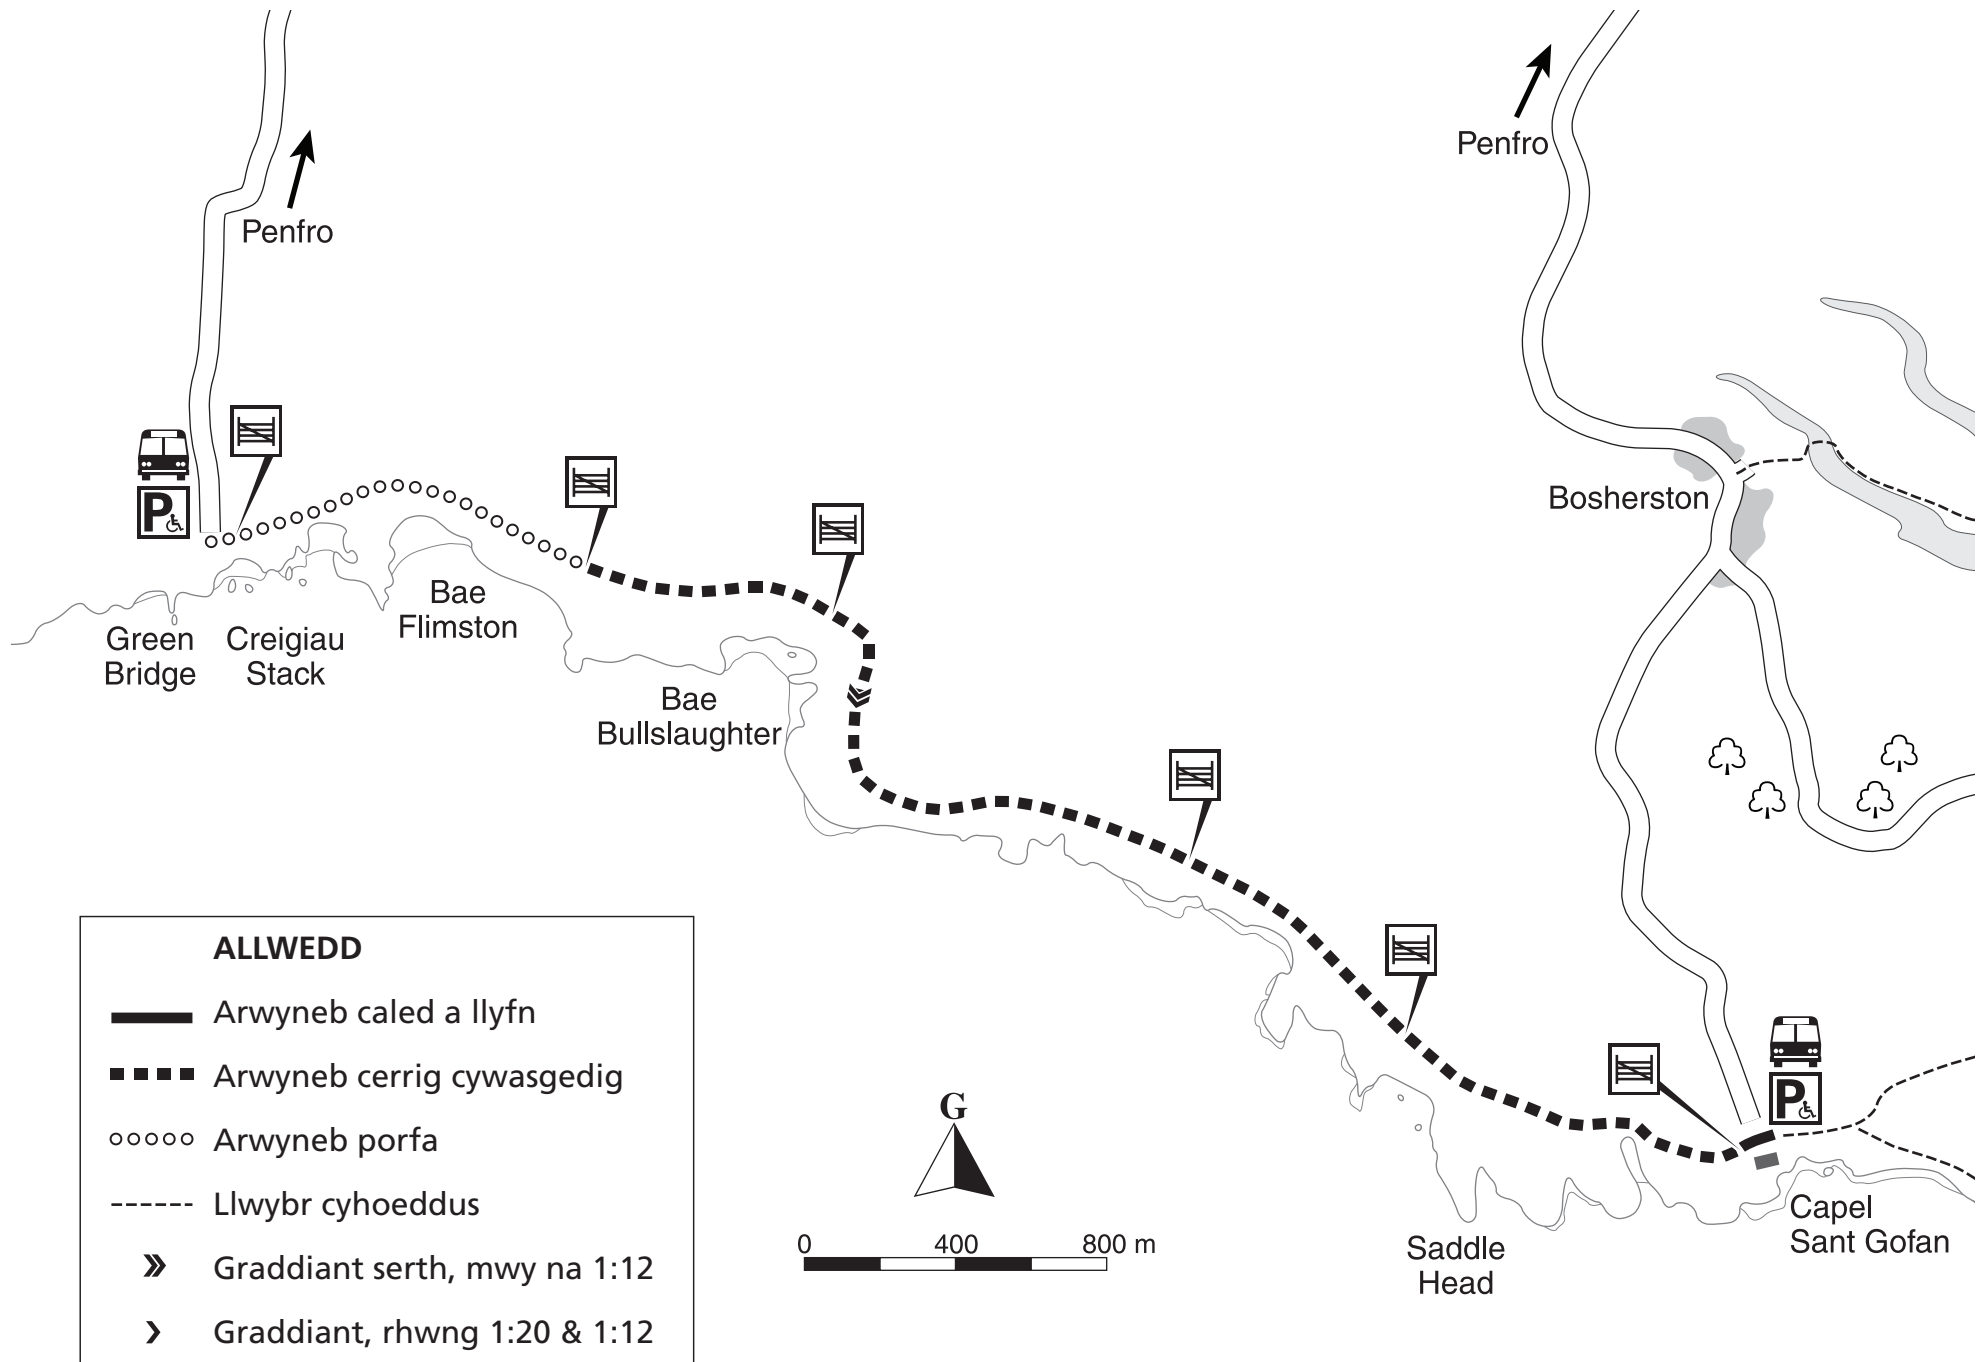 Penfro
Penfro
Bosherston
P
Green
Bridge
Creigiau
Stack
Bae
Flimston
Bae
Bullslaughter
ALLWEDD
Arwyneb caled a llyfn
Arwyneb cerrig cywasgedig
Arwyneb porfa
Llwybr cyhoeddus
Graddiant serth, mwy na 1:12
Graddiant, rhwng 1:20 & 1:12
G
0 400 800 m
P
Saddle
Head
Capel
Sant Gofan